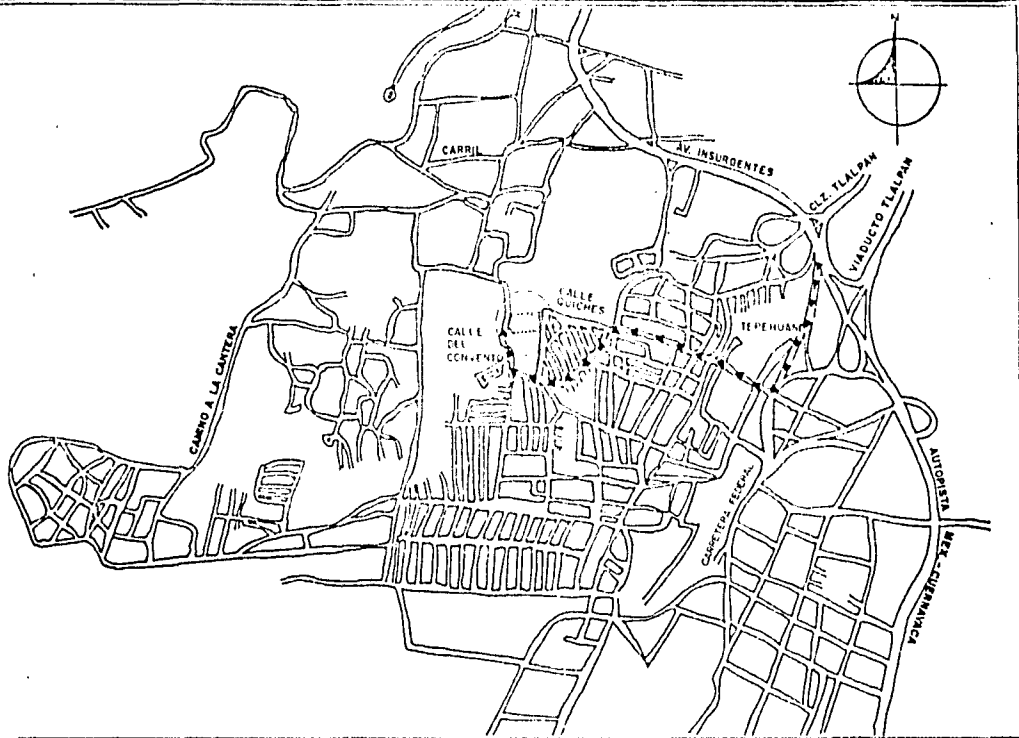 N
CARRIL
AV. INSURGENTES
CLZ. TLALPAN
VIADUCTO TLALPAN
CALLE
QUICHES
TEPEHUAN
CALLE
DEL
CONVENTO
CAMINO A LA CANTERA
CARRETERA FEDERAL
AUTOPISTA MEX.-CUERNAVACA